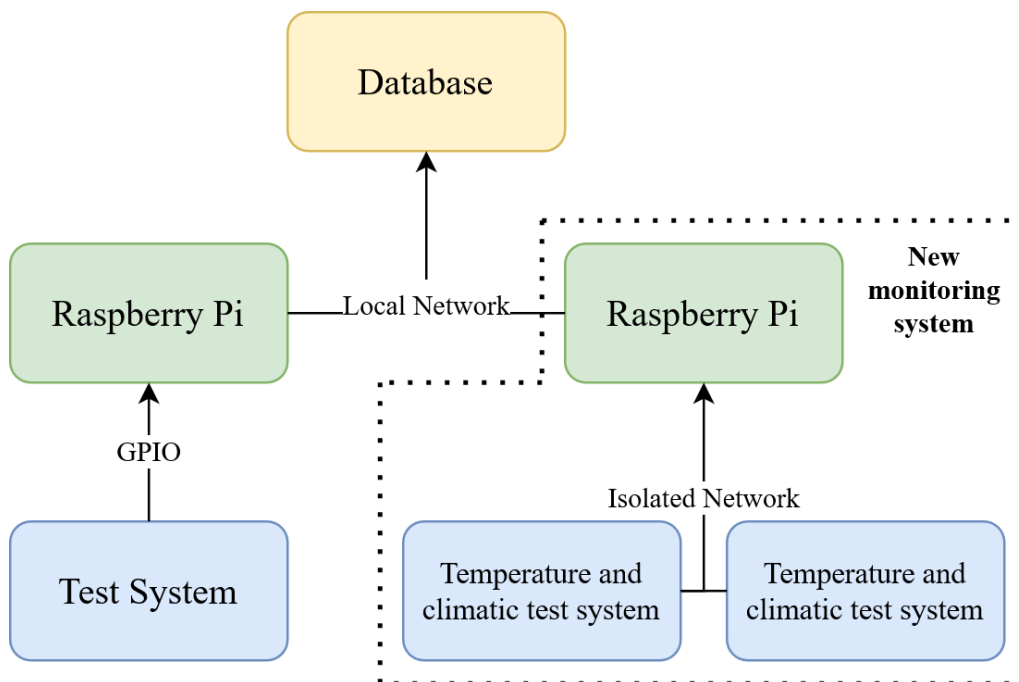 Database
New
monitoring
system
Raspberry Pi
Local Network
Raspberry Pi
GPIO
Isolated Network
Test System
Temperature and
climatic test system
Temperature and
climatic test system